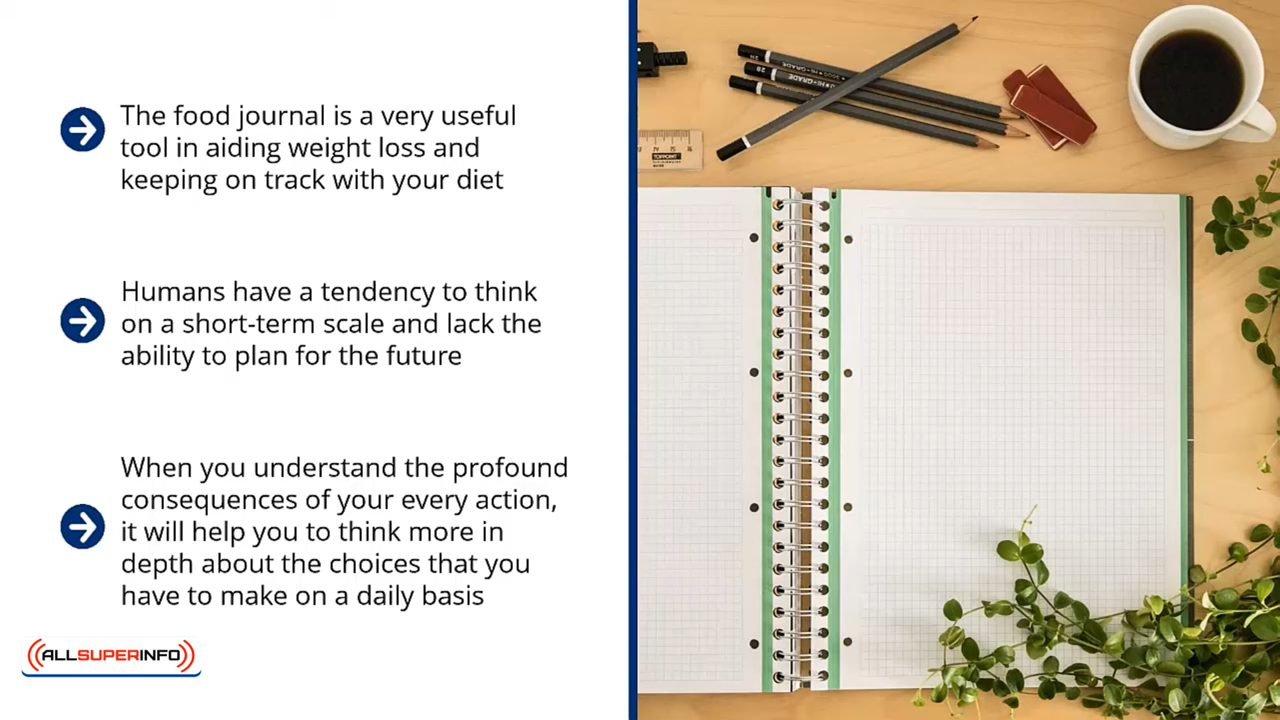 The food journal is a very useful
tool in aiding weight loss and
keeping on track with your diet
Humans have a tendency to think
on a short-term scale and lack the
ability to plan for the future
When you understand the profound
consequences of your every action,
it will help you to think more in
depth about the choices that you
have to make on a daily basis
ALLSUPERINFO
HI-GRADE
TOPPOINT